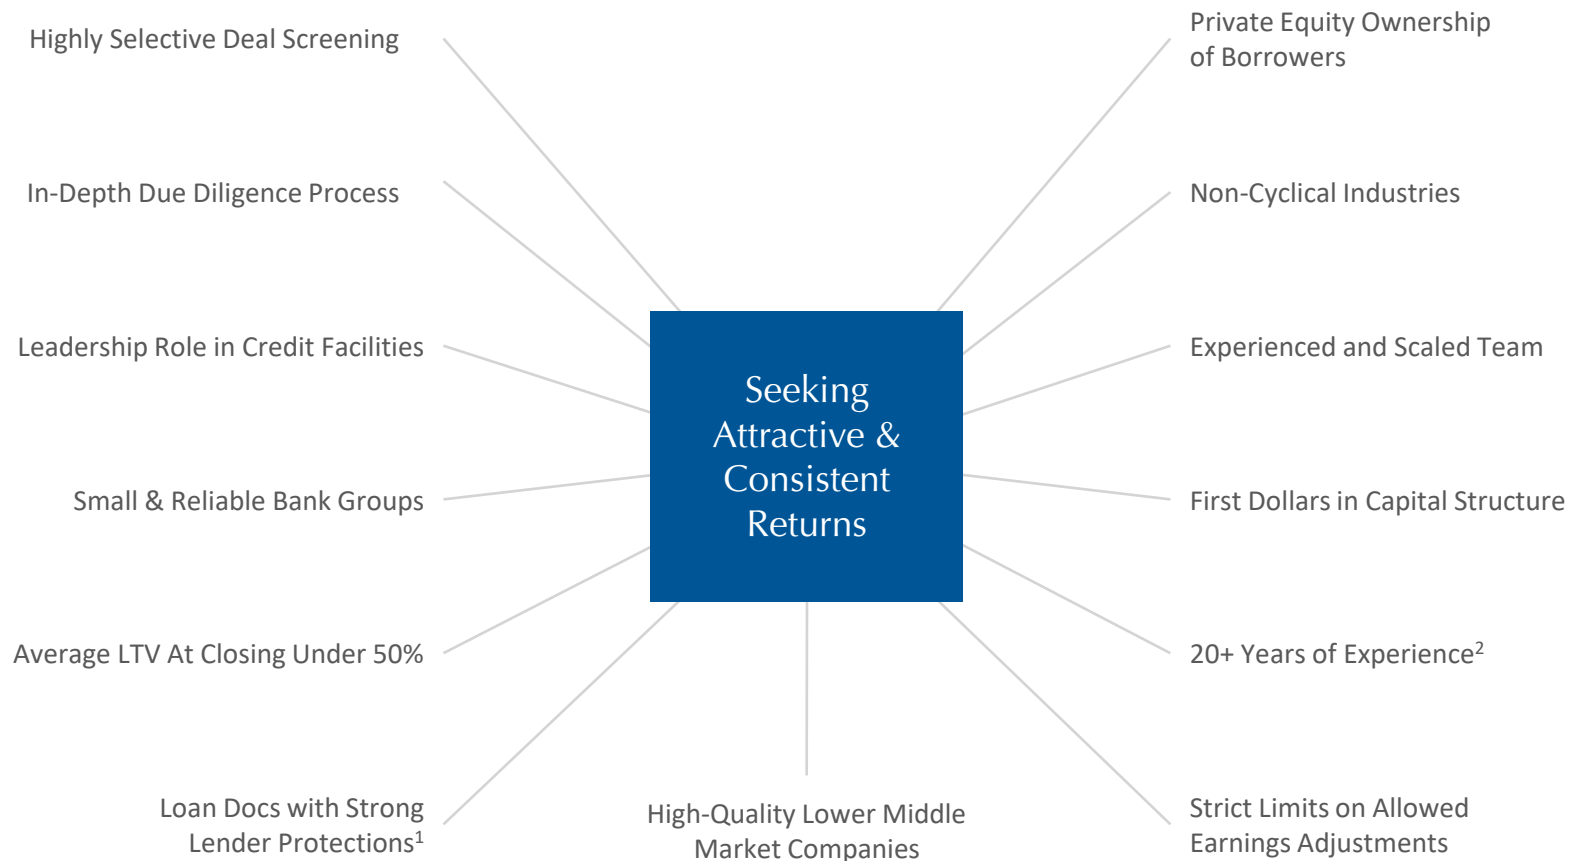 Highly Selective Deal Screening
In-Depth Due Diligence Process
Leadership Role in Credit Facilities
Small & Reliable Bank Groups
Average LTV At Closing Under 50%
Loan Docs with Strong
Lender Protections¹
Seeking
Attractive &
Consistent
Returns
High-Quality Lower Middle
Market Companies
Private Equity Ownership
of Borrowers
Non-Cyclical Industries
Experienced and Scaled Team
First Dollars in Capital Structure
20+ Years of Experience²
Strict Limits on Allowed
Earnings Adjustments